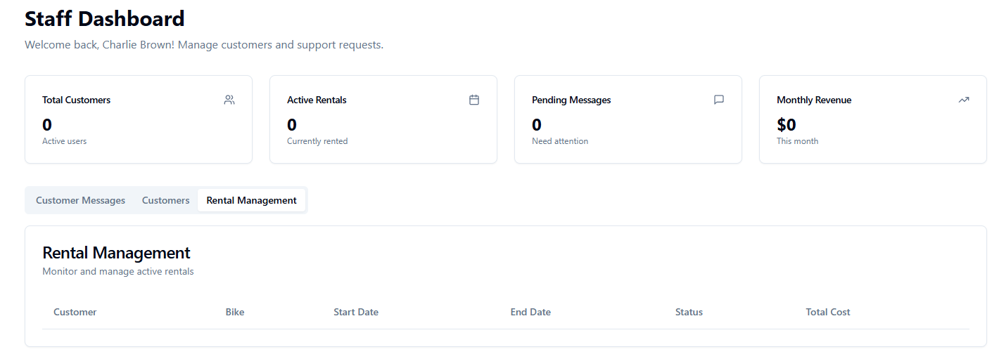 Staff Dashboard
Welcome back, Charlie Brown! Manage customers and support requests.
Total Customers
0
Active users
Active Rentals
0
Currently rented
Pending Messages
0
Need attention
Monthly Revenue
$0
This month
Customer Messages Customers Rental Management
Rental Management
Monitor and manage active rentals
Customer Bike Start Date End Date Status Total Cost